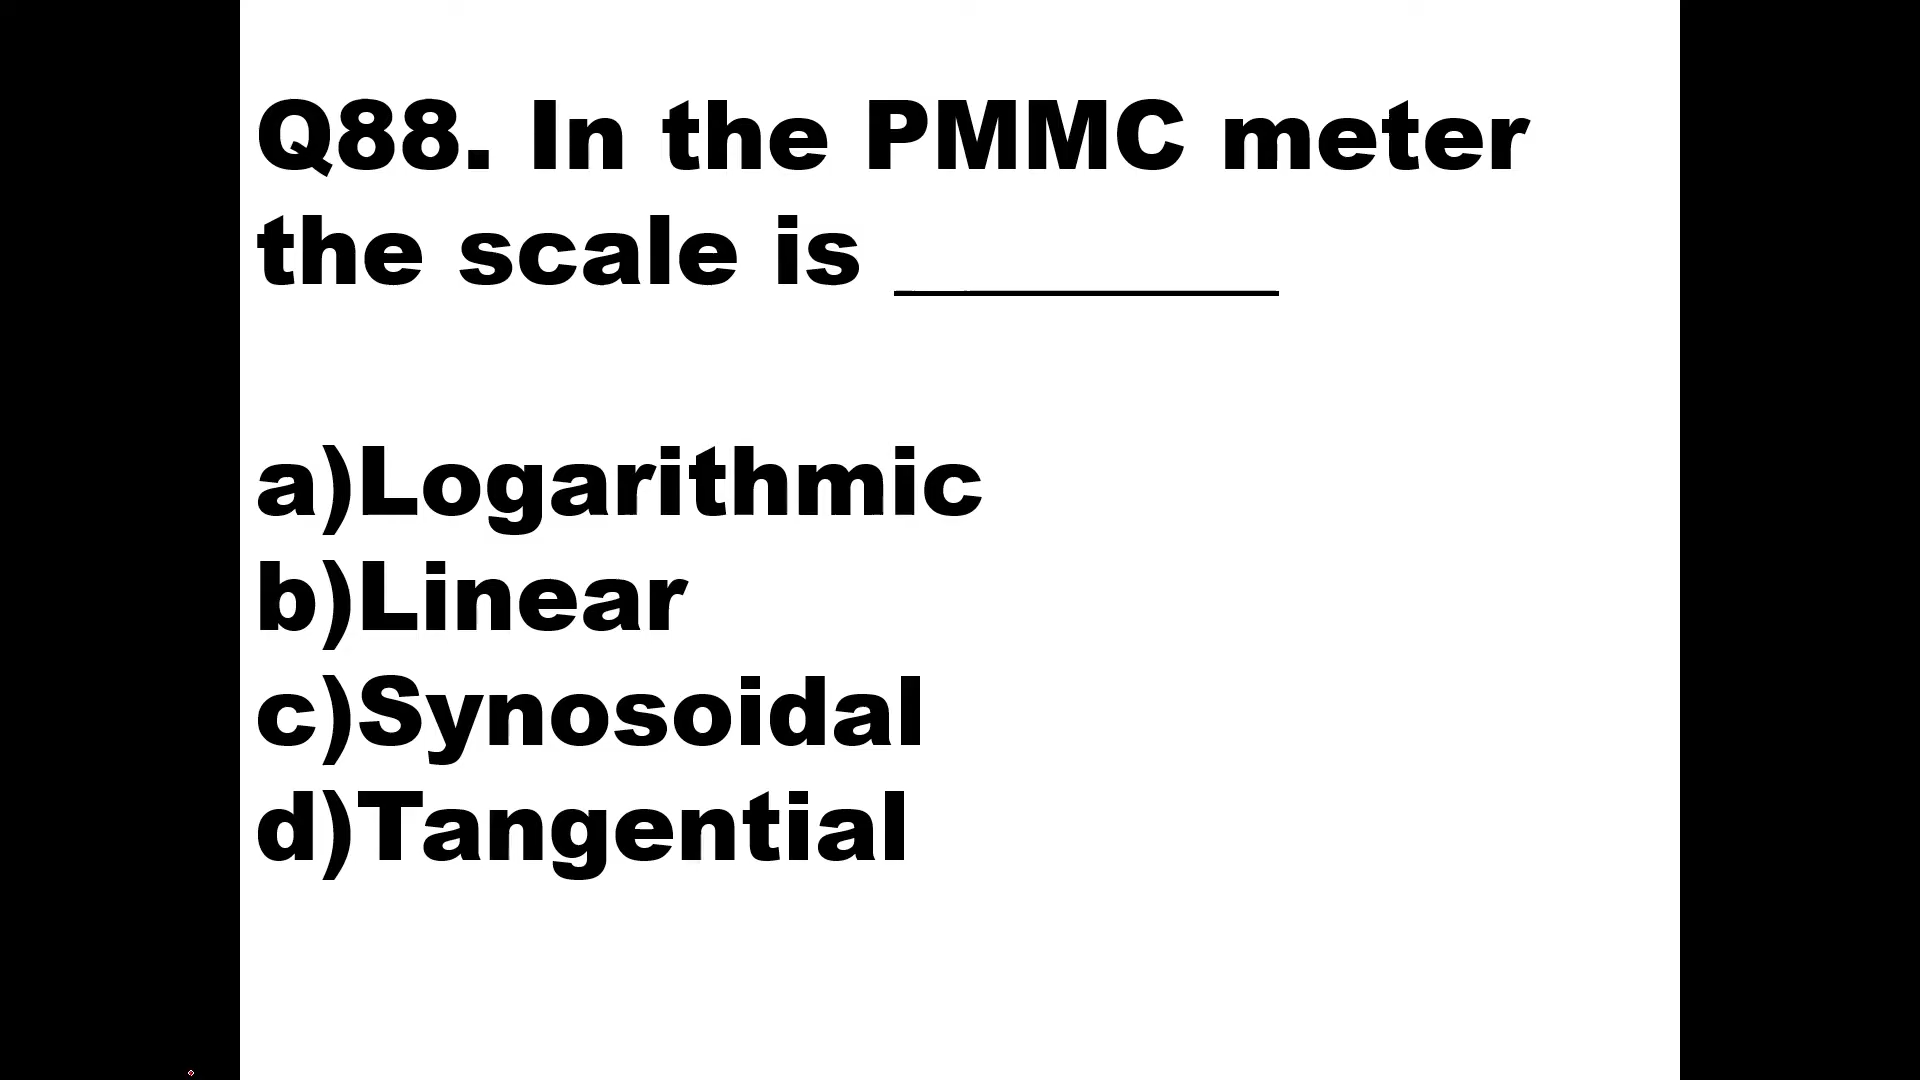 Q88. In the PMMC meter
the scale is ________
a)Logarithmic
b)Linear
c)Synosoidal
d)Tangential